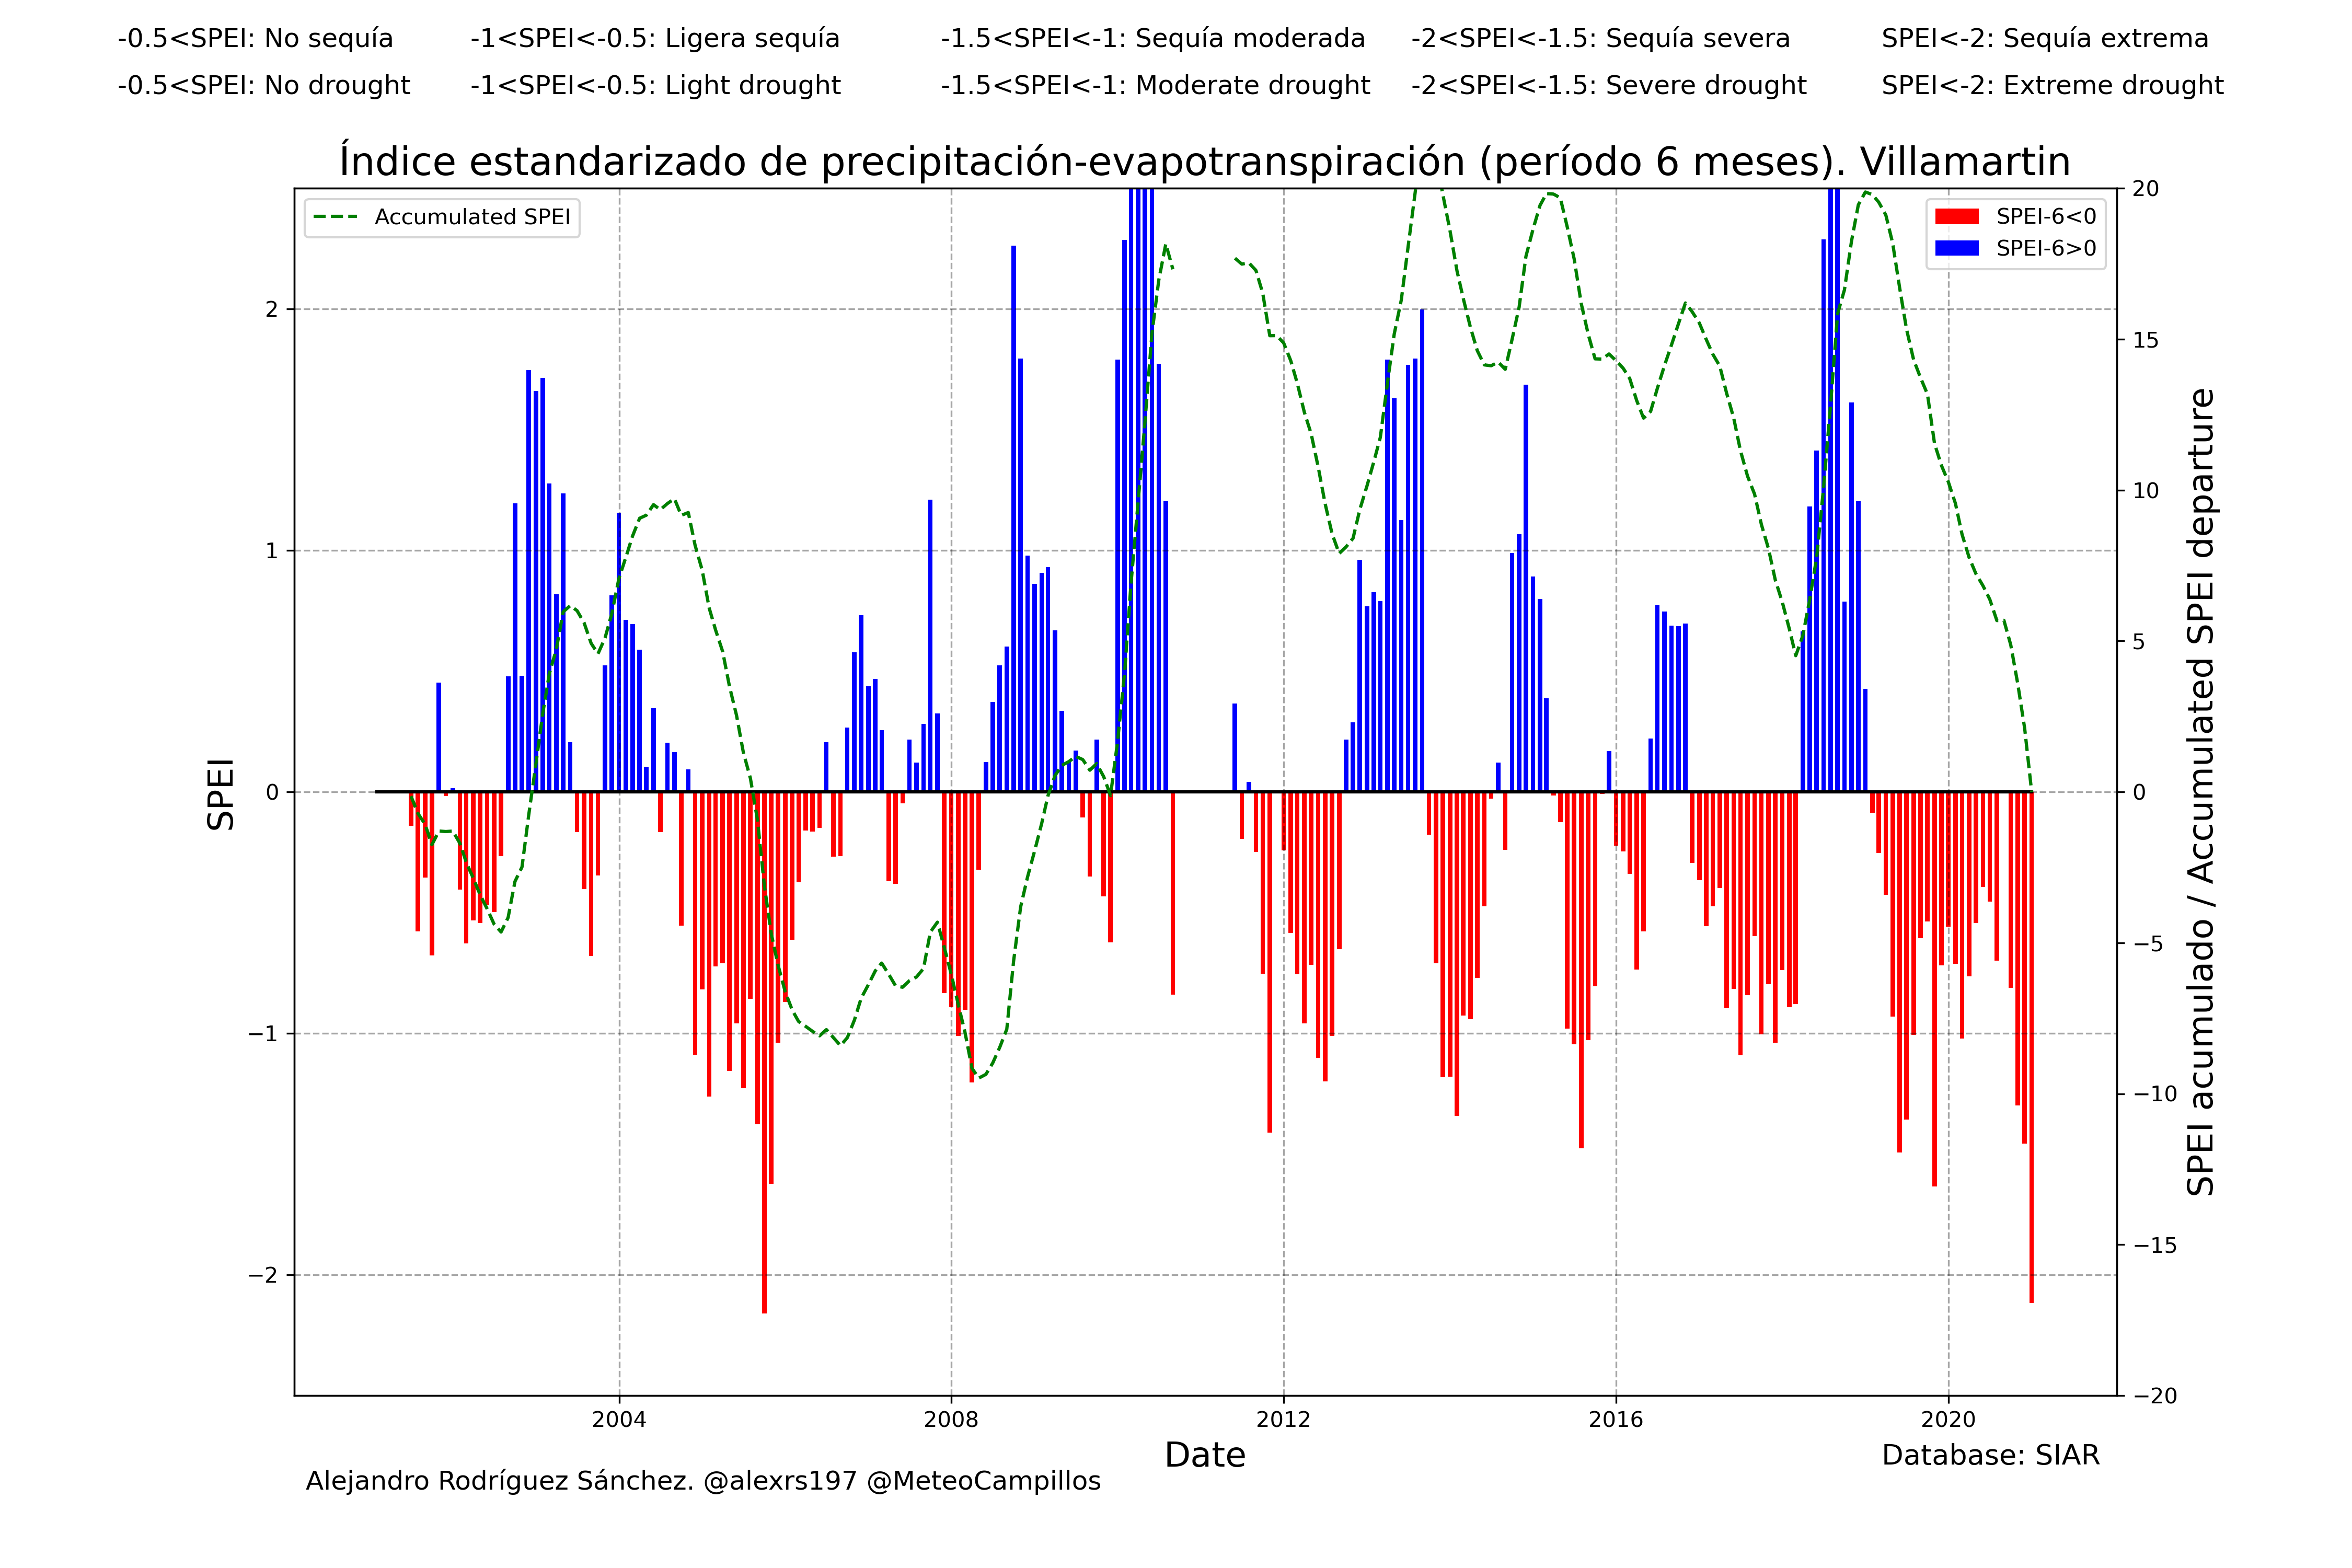 -0.5<SPEI: No sequía -1<SPEI<-0.5: Ligera sequía -1.5<SPEI<-1: Sequía moderada -2<SPEI<-1.5: Sequía severa SPEI<-2: Sequía extrema
-0.5<SPEI: No drought -1<SPEI<-0.5: Light drought -1.5<SPEI<-1: Moderate drought -2<SPEI<-1.5: Severe drought SPEI<-2: Extreme drought
Índice estandarizado de precipitación-evapotranspiración (período 6 meses). Villamartin
Accumulated SPEI
SPEI-6<0
SPEI-6>0
SPEI
2
1
0
−1
−2
20
15
10
5
0
−5
−10
−15
−20
SPEI acumulado / Accumulated SPEI departure
2004 2008 2012 2016 2020
Date
Database: SIAR
Alejandro Rodríguez Sánchez. @alexrs197 @MeteoCampillos